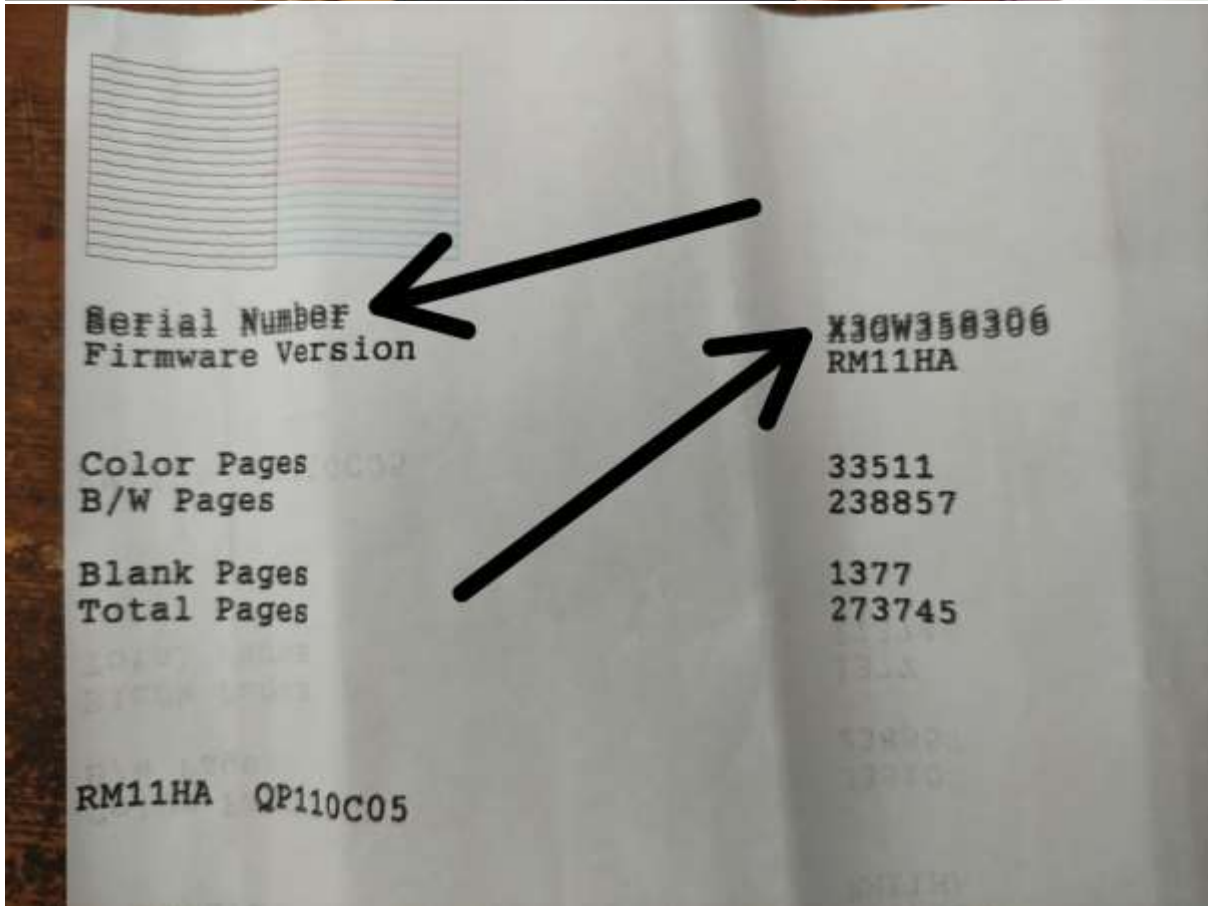 Serial Number X3GW358306
Firmware Version RM11HA
Color Pages 33511
B/W Pages 238857
Blank Pages 1377
Total Pages 273745
RM11HA QP110C05